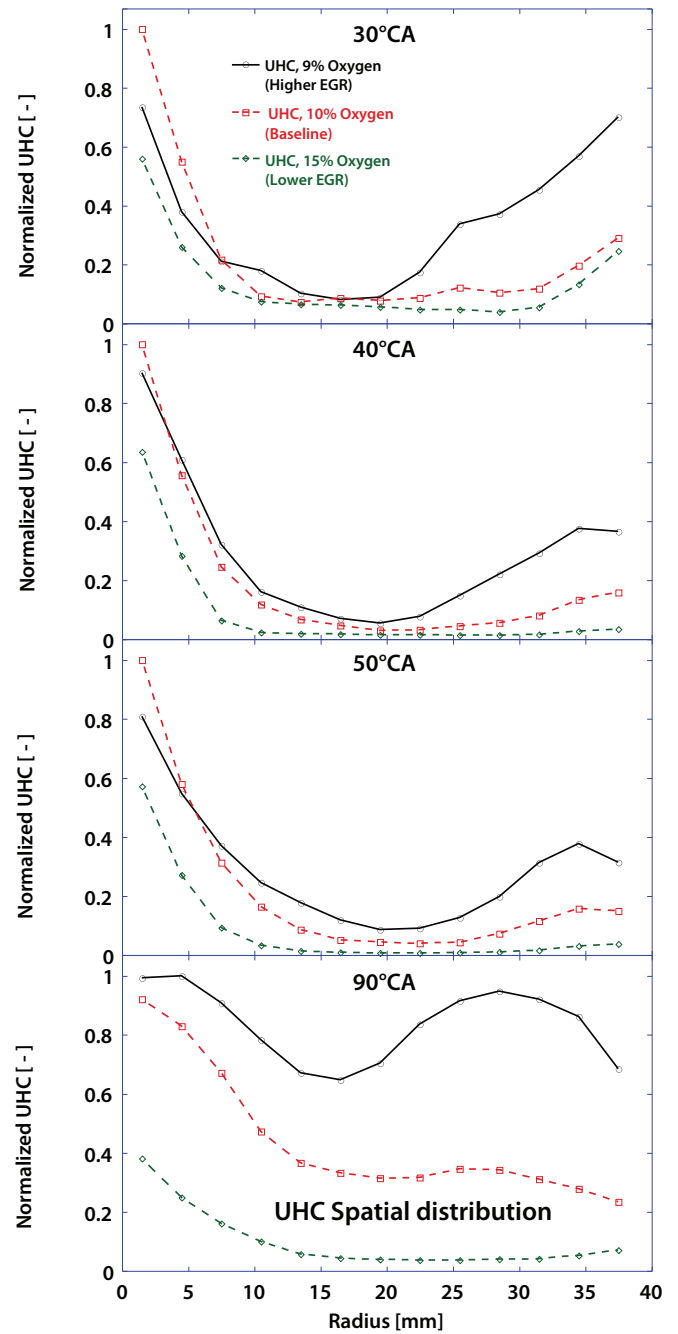 30°CA
1
0.8
0.6
0.4
0.2
0
Normalized UHC [ - ]
UHC, 9% Oxygen
(Higher EGR)
UHC, 10% Oxygen
(Baseline)
UHC, 15% Oxygen
(Lower EGR)
40°CA
1
0.8
0.6
0.4
0.2
0
Normalized UHC [ - ]
50°CA
1
0.8
0.6
0.4
0.2
0
Normalized UHC [ - ]
90°CA
1
0.8
0.6
0.4
0.2
0
Normalized UHC [ - ]
UHC Spatial distribution
0 5 10 15 20 25 30 35 40
Radius [mm]